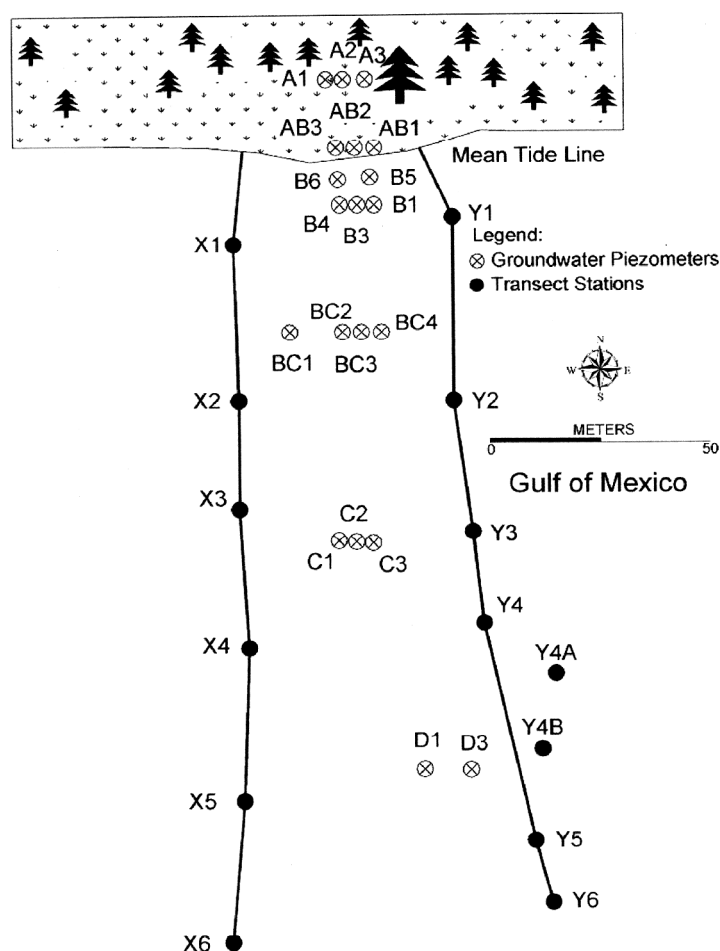 A2
A3
A1
AB2
AB3
AB1
Mean Tide Line
B6
B5
B4
B1
B3
Y1
X1
Legend:
Groundwater Piezometers
Transect Stations
BC2
BC4
BC1
BC3
N
W
E
S
X2
Y2
METERS
0
50
Gulf of Mexico
X3
C2
Y3
C1
C3
Y4
X4
Y4A
Y4B
D1
D3
X5
Y5
Y6
X6